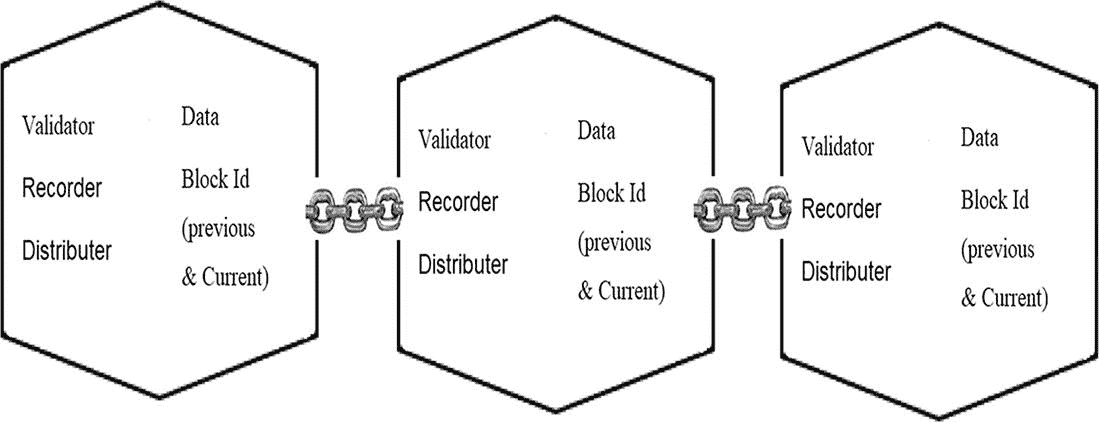 Validator
Recorder
Distributer
Data
Block Id
(previous
& Current)
Validator
Recorder
Distributer
Data
Block Id
(previous
& Current)
Validator
Recorder
Distributer
Data
Block Id
(previous
& Current)